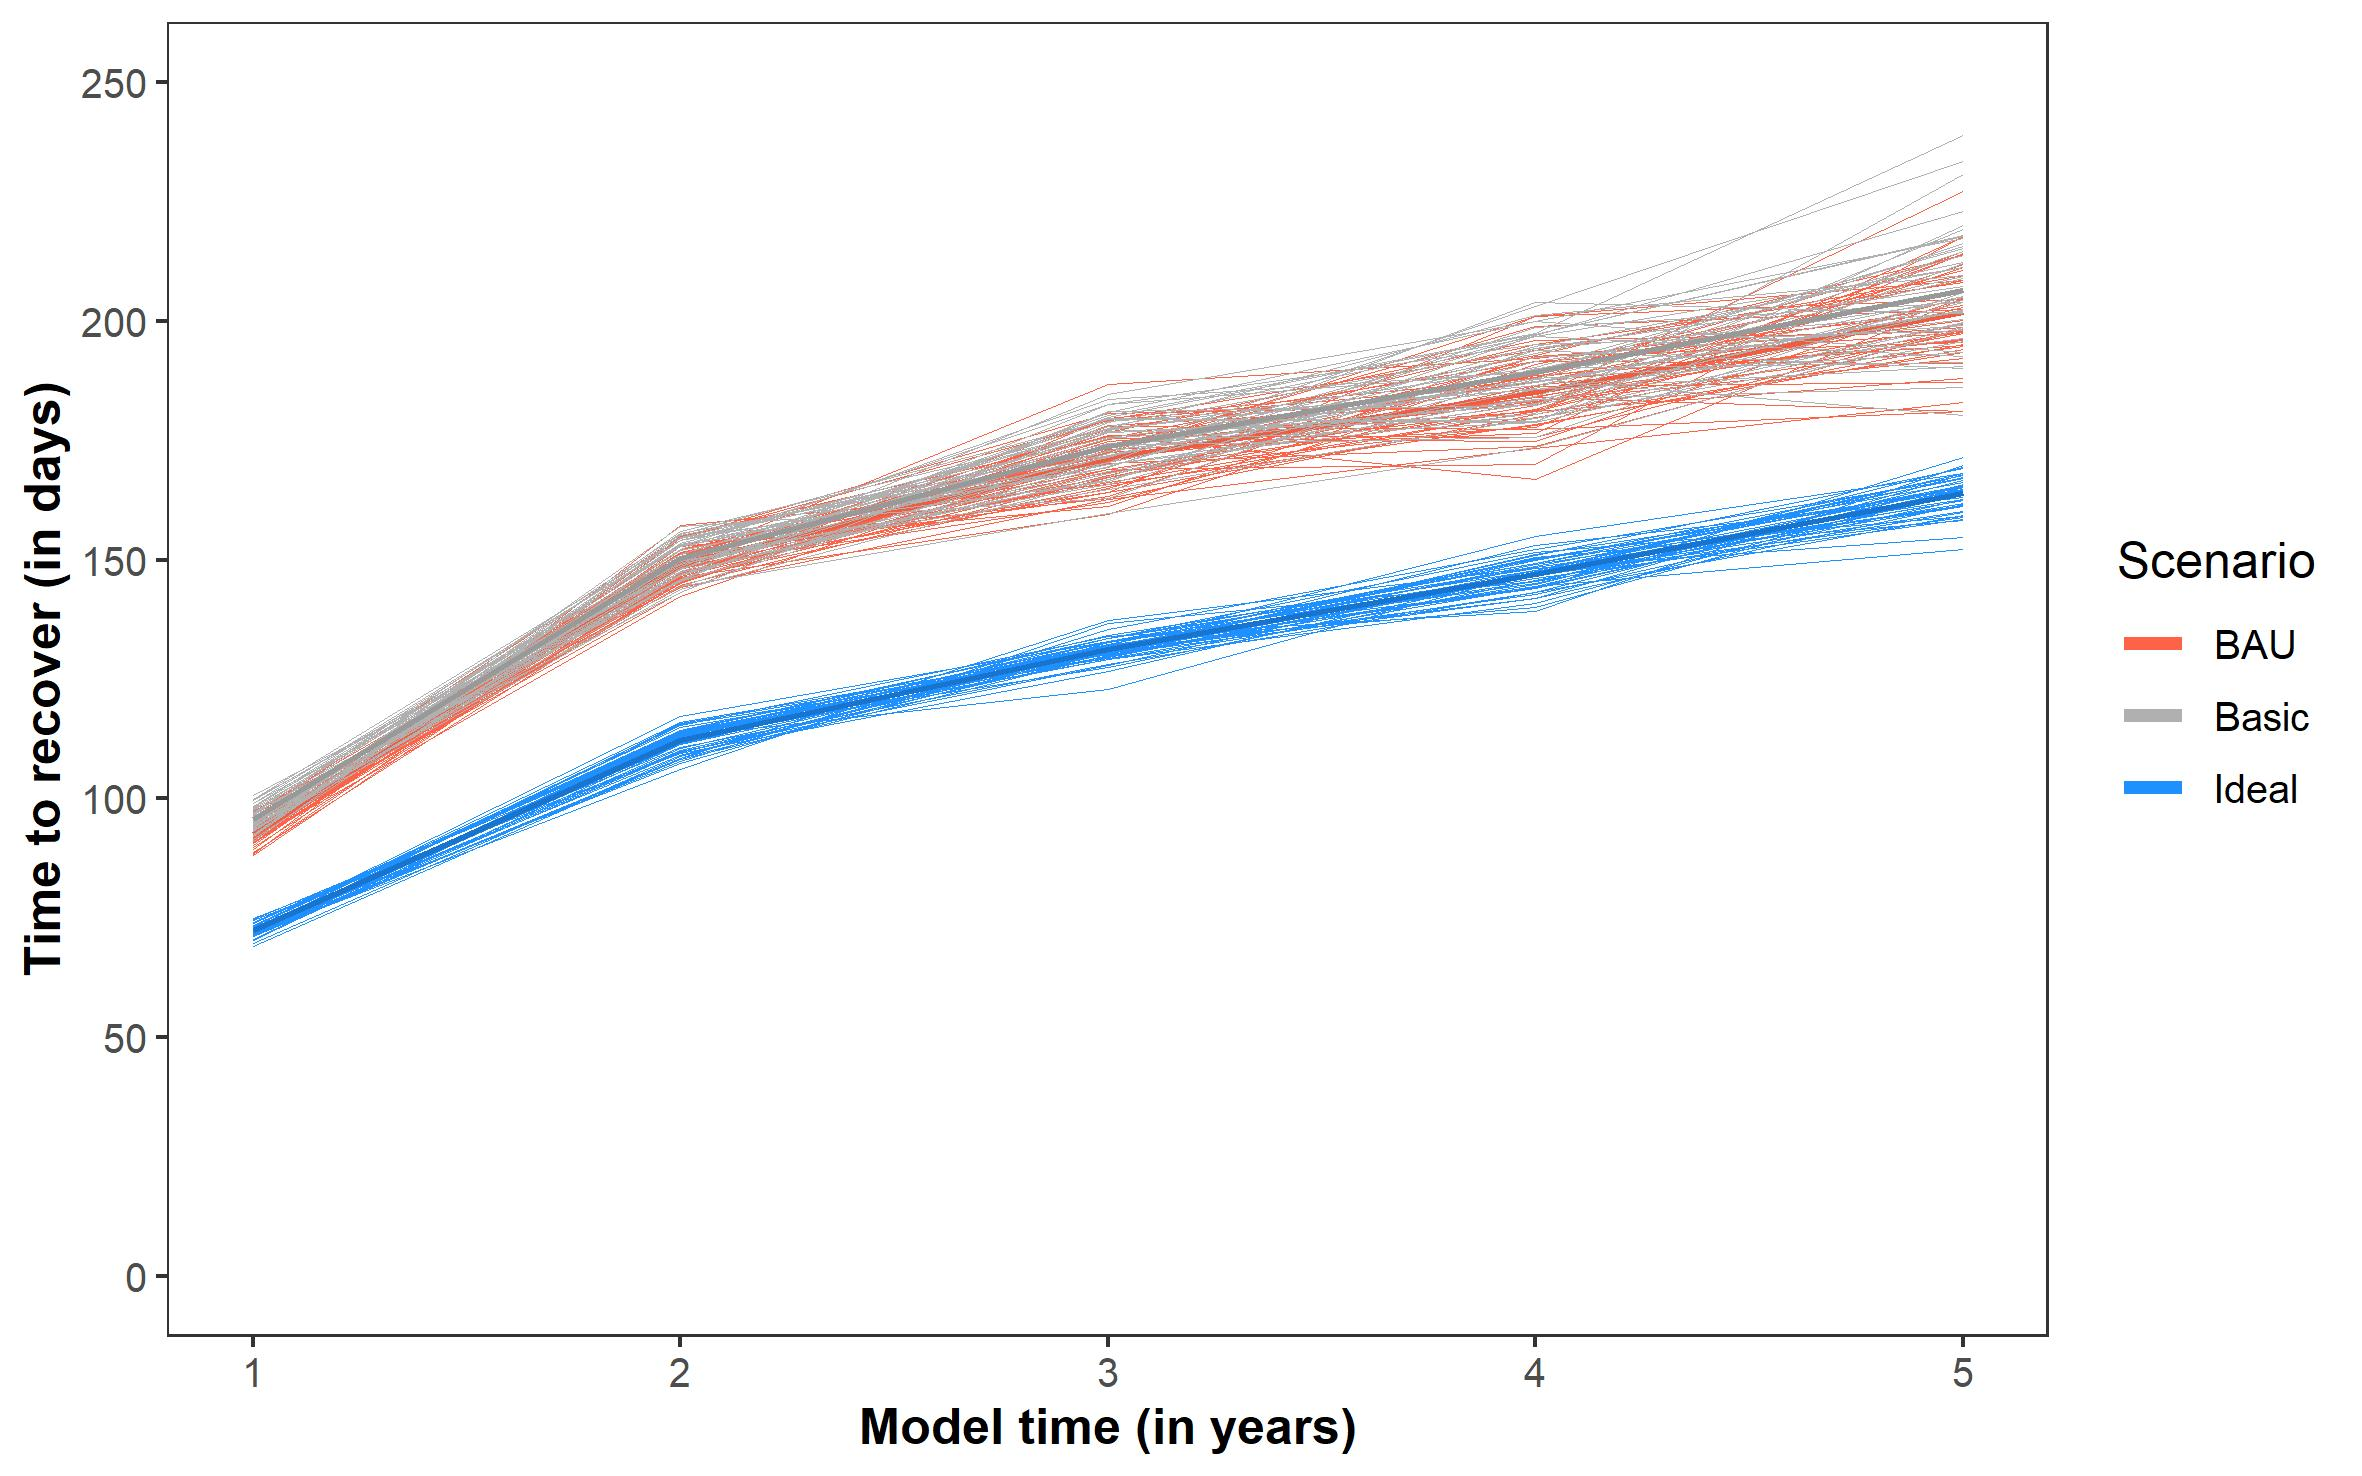 Time to recover (in days)
250
200
150
100
50
0
1 2 3 4 5
Model time (in years)
Scenario
BAU
Basic
Ideal